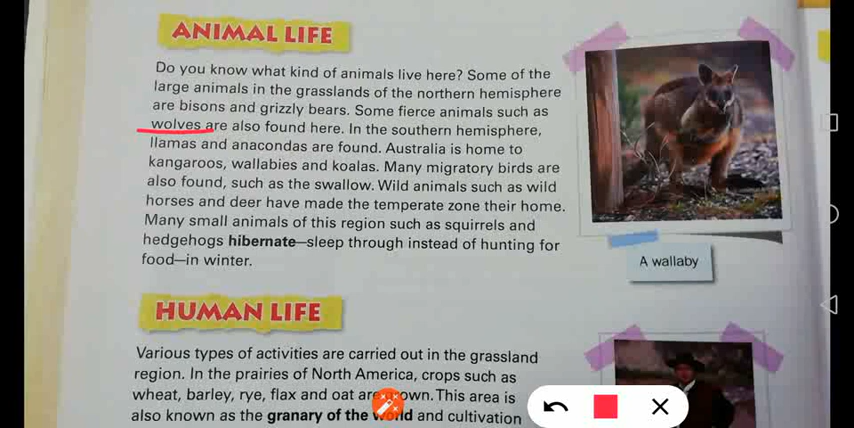 ANIMAL LIFE
Do you know what kind of animals live here? Some of the
large animals in the grasslands of the northern hemisphere
are bisons and grizzly bears. Some fierce animals such as
wolves are also found here. In the southern hemisphere,
llamas and anacondas are found. Australia is home to
kangaroos, wallabies and koalas. Many migratory birds are
also found, such as the swallow. Wild animals such as wild
horses and deer have made the temperate zone their home.
Many small animals of this region such as squirrels and
hedgehogs hibernate—sleep through instead of hunting for
food—in winter.
A wallaby
HUMAN LIFE
Various types of activities are carried out in the grassland
region. In the prairies of North America, crops such as
wheat, barley, rye, flax and oat are grown. This area is
also known as the granary of the world and cultivation